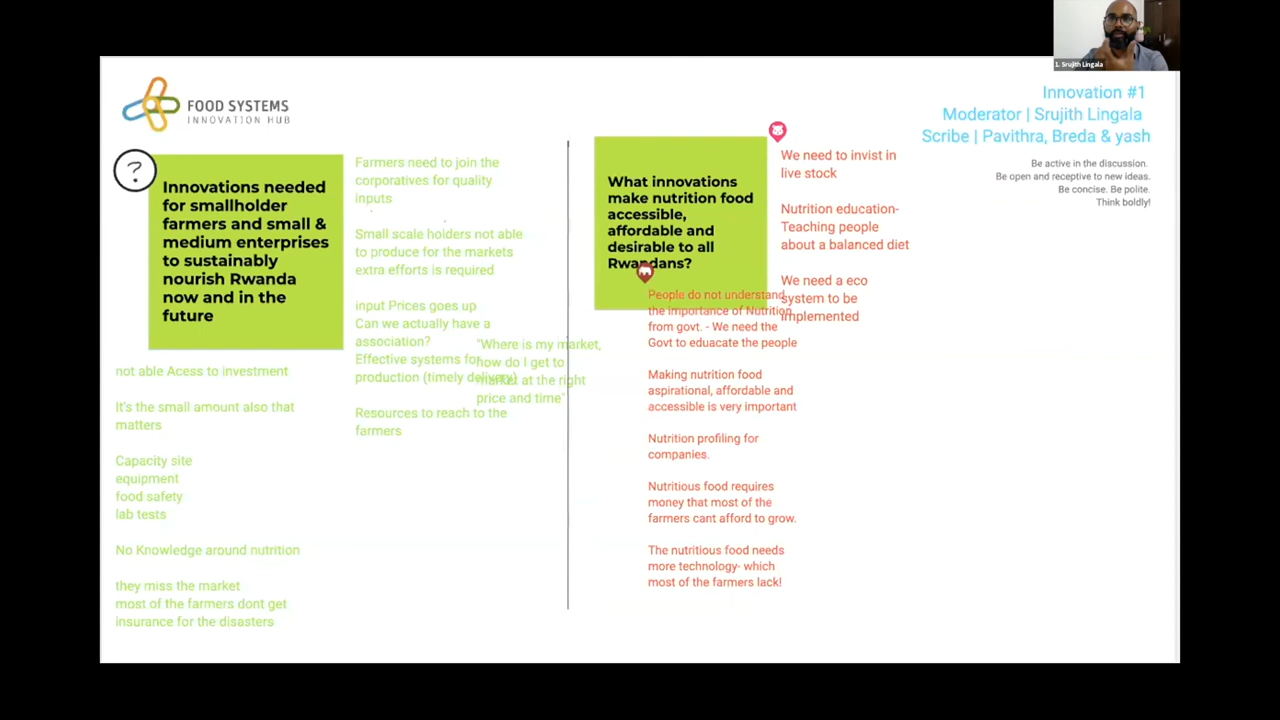 1. Srujith Lingala
FOOD SYSTEMS
INNOVATION HUB
Innovation #1
Moderator | Srujith Lingala
Scribe | Pavithra, Breda & yash
Be active in the discussion.
Be open and receptive to new ideas.
Be concise. Be polite.
Think boldly!
?
Innovations needed
for smallholder
farmers and small &
medium enterprises
to sustainably
nourish Rwanda
now and in the
future
not able Acess to investment
It's the small amount also that
matters
Capacity site
equipment
food safety
lab tests
No Knowledge around nutrition
they miss the market
most of the farmers dont get
insurance for the disasters
Farmers need to join the
corporatives for quality
inputs
Small scale holders not able
to produce for the markets
extra efforts is required
input Prices goes up
Can we actually have a
association?
Effective systems for
production (timely delivery)
Resources to reach to the
farmers
"Where is my market,
how do I get to
market at the right
price and time"
What innovations
make nutrition food
accessible,
affordable and
desirable to all
Rwandans?
People do not understand
the importance of Nutrition
from govt. - We need the
Govt to eduacate the people
Making nutrition food
aspirational, affordable and
accessible is very important
Nutrition profiling for
companies.
Nutritious food requires
money that most of the
farmers cant afford to grow.
The nutritious food needs
more technology- which
most of the farmers lack!
We need to invist in
live stock
Nutrition education-
Teaching people
about a balanced diet
We need a eco
system to be
implemented